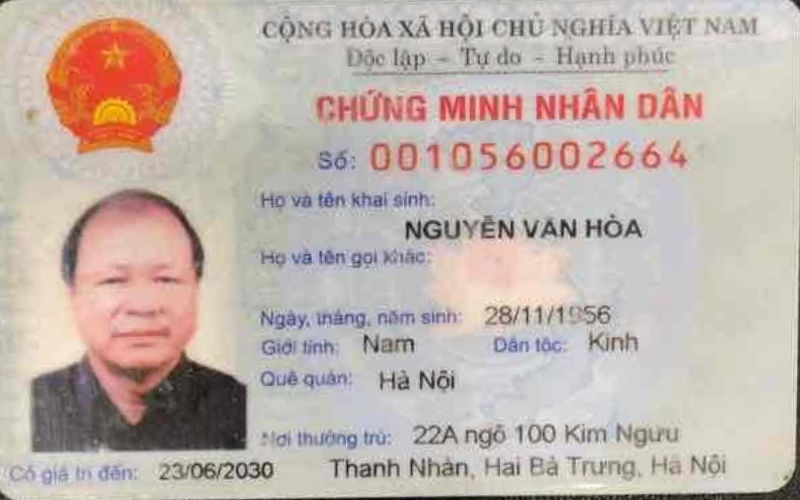 CỘNG HÒA XÃ HỘI CHỦ NGHĨA VIỆT NAM
Độc lập - Tự do - Hạnh phúc
CHỨNG MINH NHÂN DÂN
Số: 001056002664
Họ và tên khai sinh:
NGUYỄN VĂN HÒA
Họ và tên gọi khác:
Ngày, tháng, năm sinh: 28/11/1956
Giới tính: Nam Dân tộc: Kinh
Quê quán: Hà Nội
Nơi thường trú: 22A ngõ 100 Kim Ngưu
Có giá trị đến: 23/06/2030 Thanh Nhàn, Hai Bà Trưng, Hà Nội